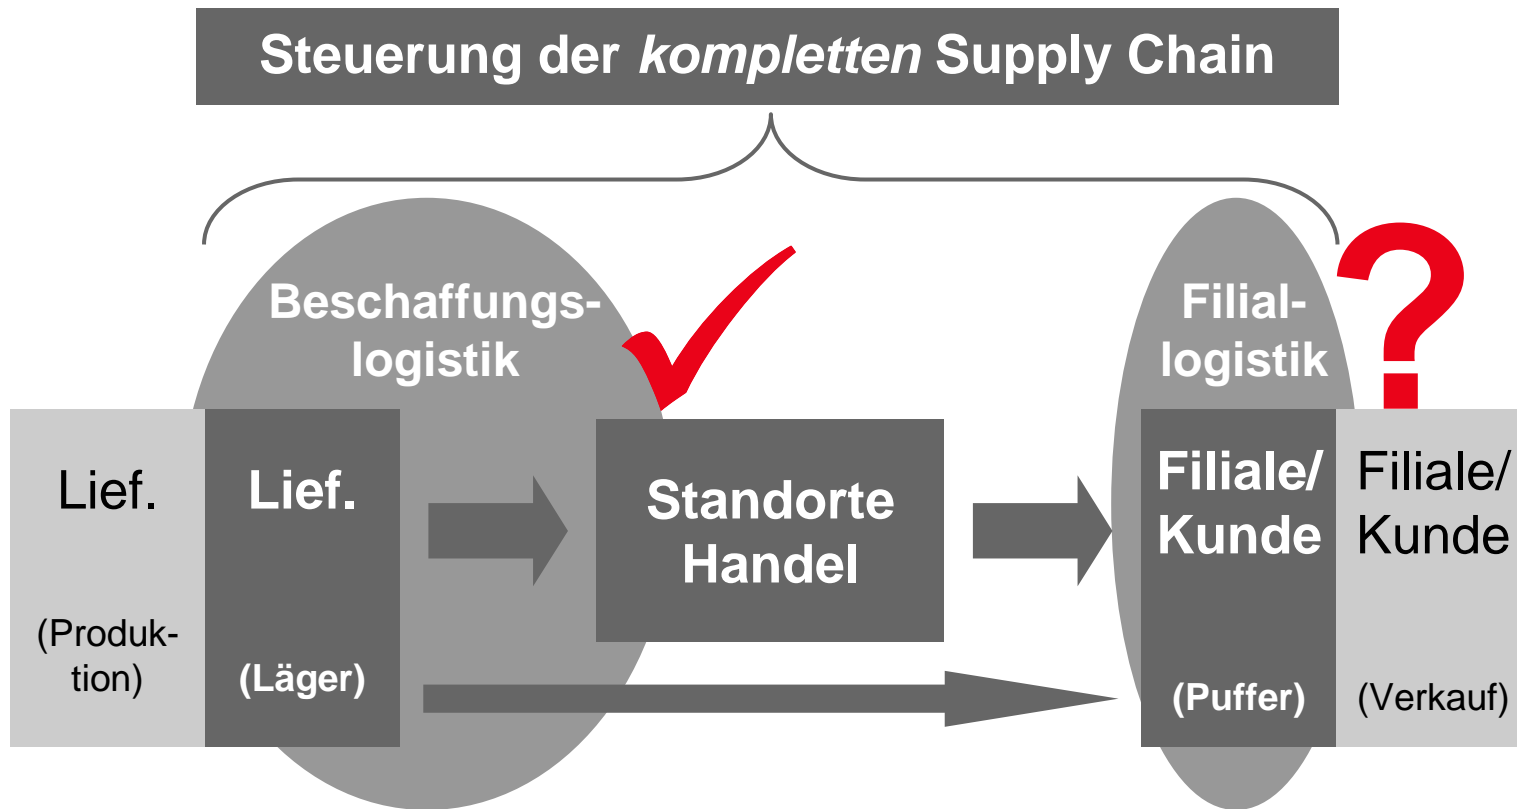 Steuerung der kompletten Supply Chain
Beschaffungs-
logistik
Filial-
logistik
?
Lief.
(Produk-
tion)
Lief.
(Läger)
Standorte
Handel
Filiale/
Kunde
(Puffer)
Filiale/
Kunde
(Verkauf)